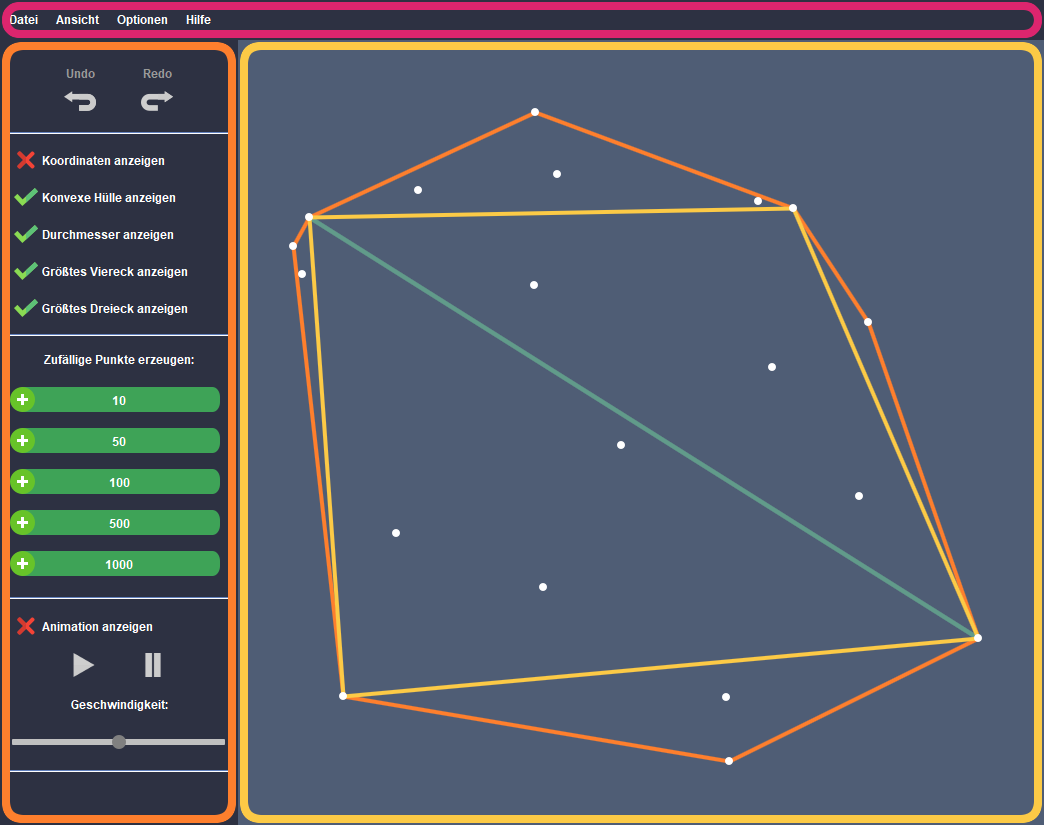 Datei Ansicht Optionen Hilfe
Undo Redo
Koordinaten anzeigen
Konvexe Hülle anzeigen
Durchmesser anzeigen
Größtes Viereck anzeigen
Größtes Dreieck anzeigen
Zufällige Punkte erzeugen:
10
50
100
500
1000
Animation anzeigen
Geschwindigkeit: